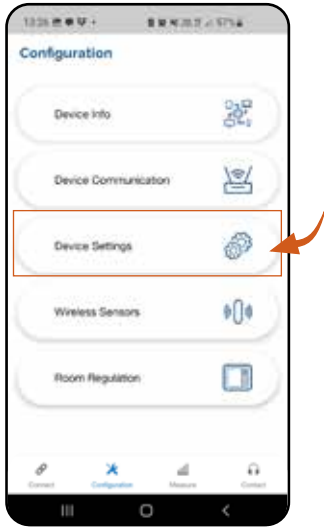 Configuration
Device Info
Device Communication
Device Settings
Wireless Sensors
Room Regulation
Connect Configuration Measure Contact